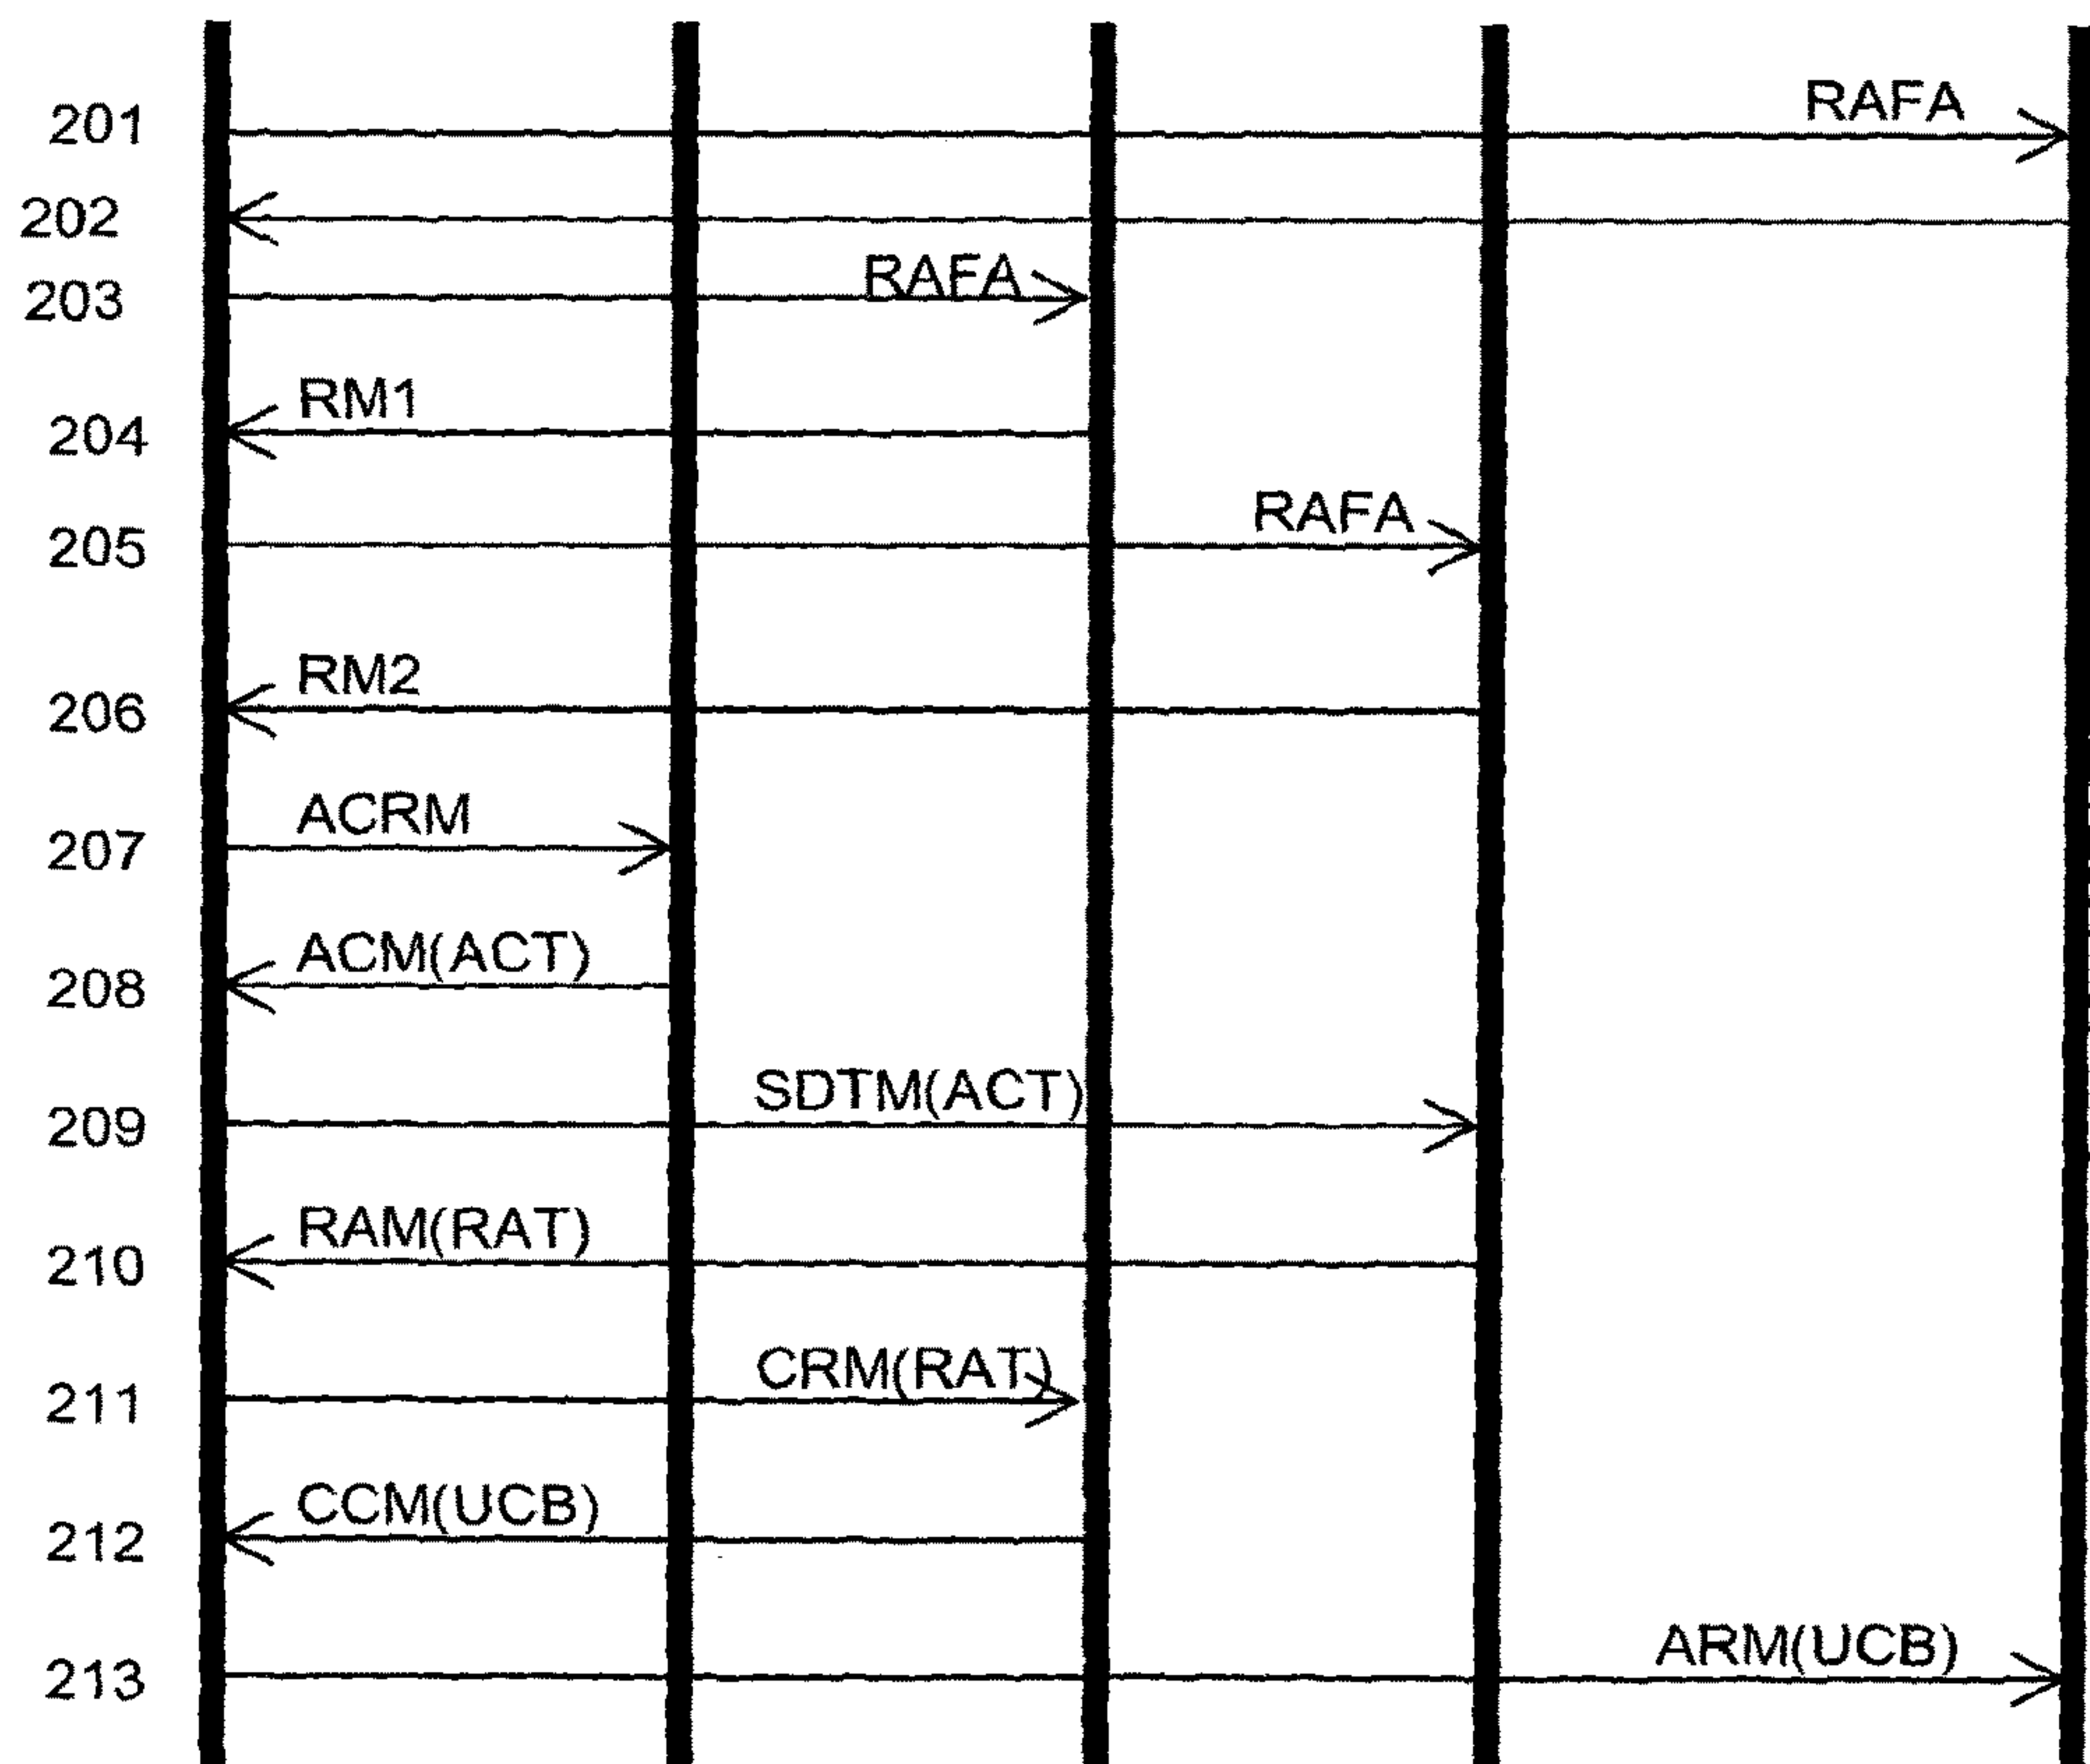 201 RAFA
202
203 RAFA
204 RM1
205 RAFA
206 RM2
207 ACRM
208 ACM(ACT)
209 SDTM(ACT)
210 RAM(RAT)
211 CRM(RAT)
212 CCM(UCB)
213 ARM(UCB)